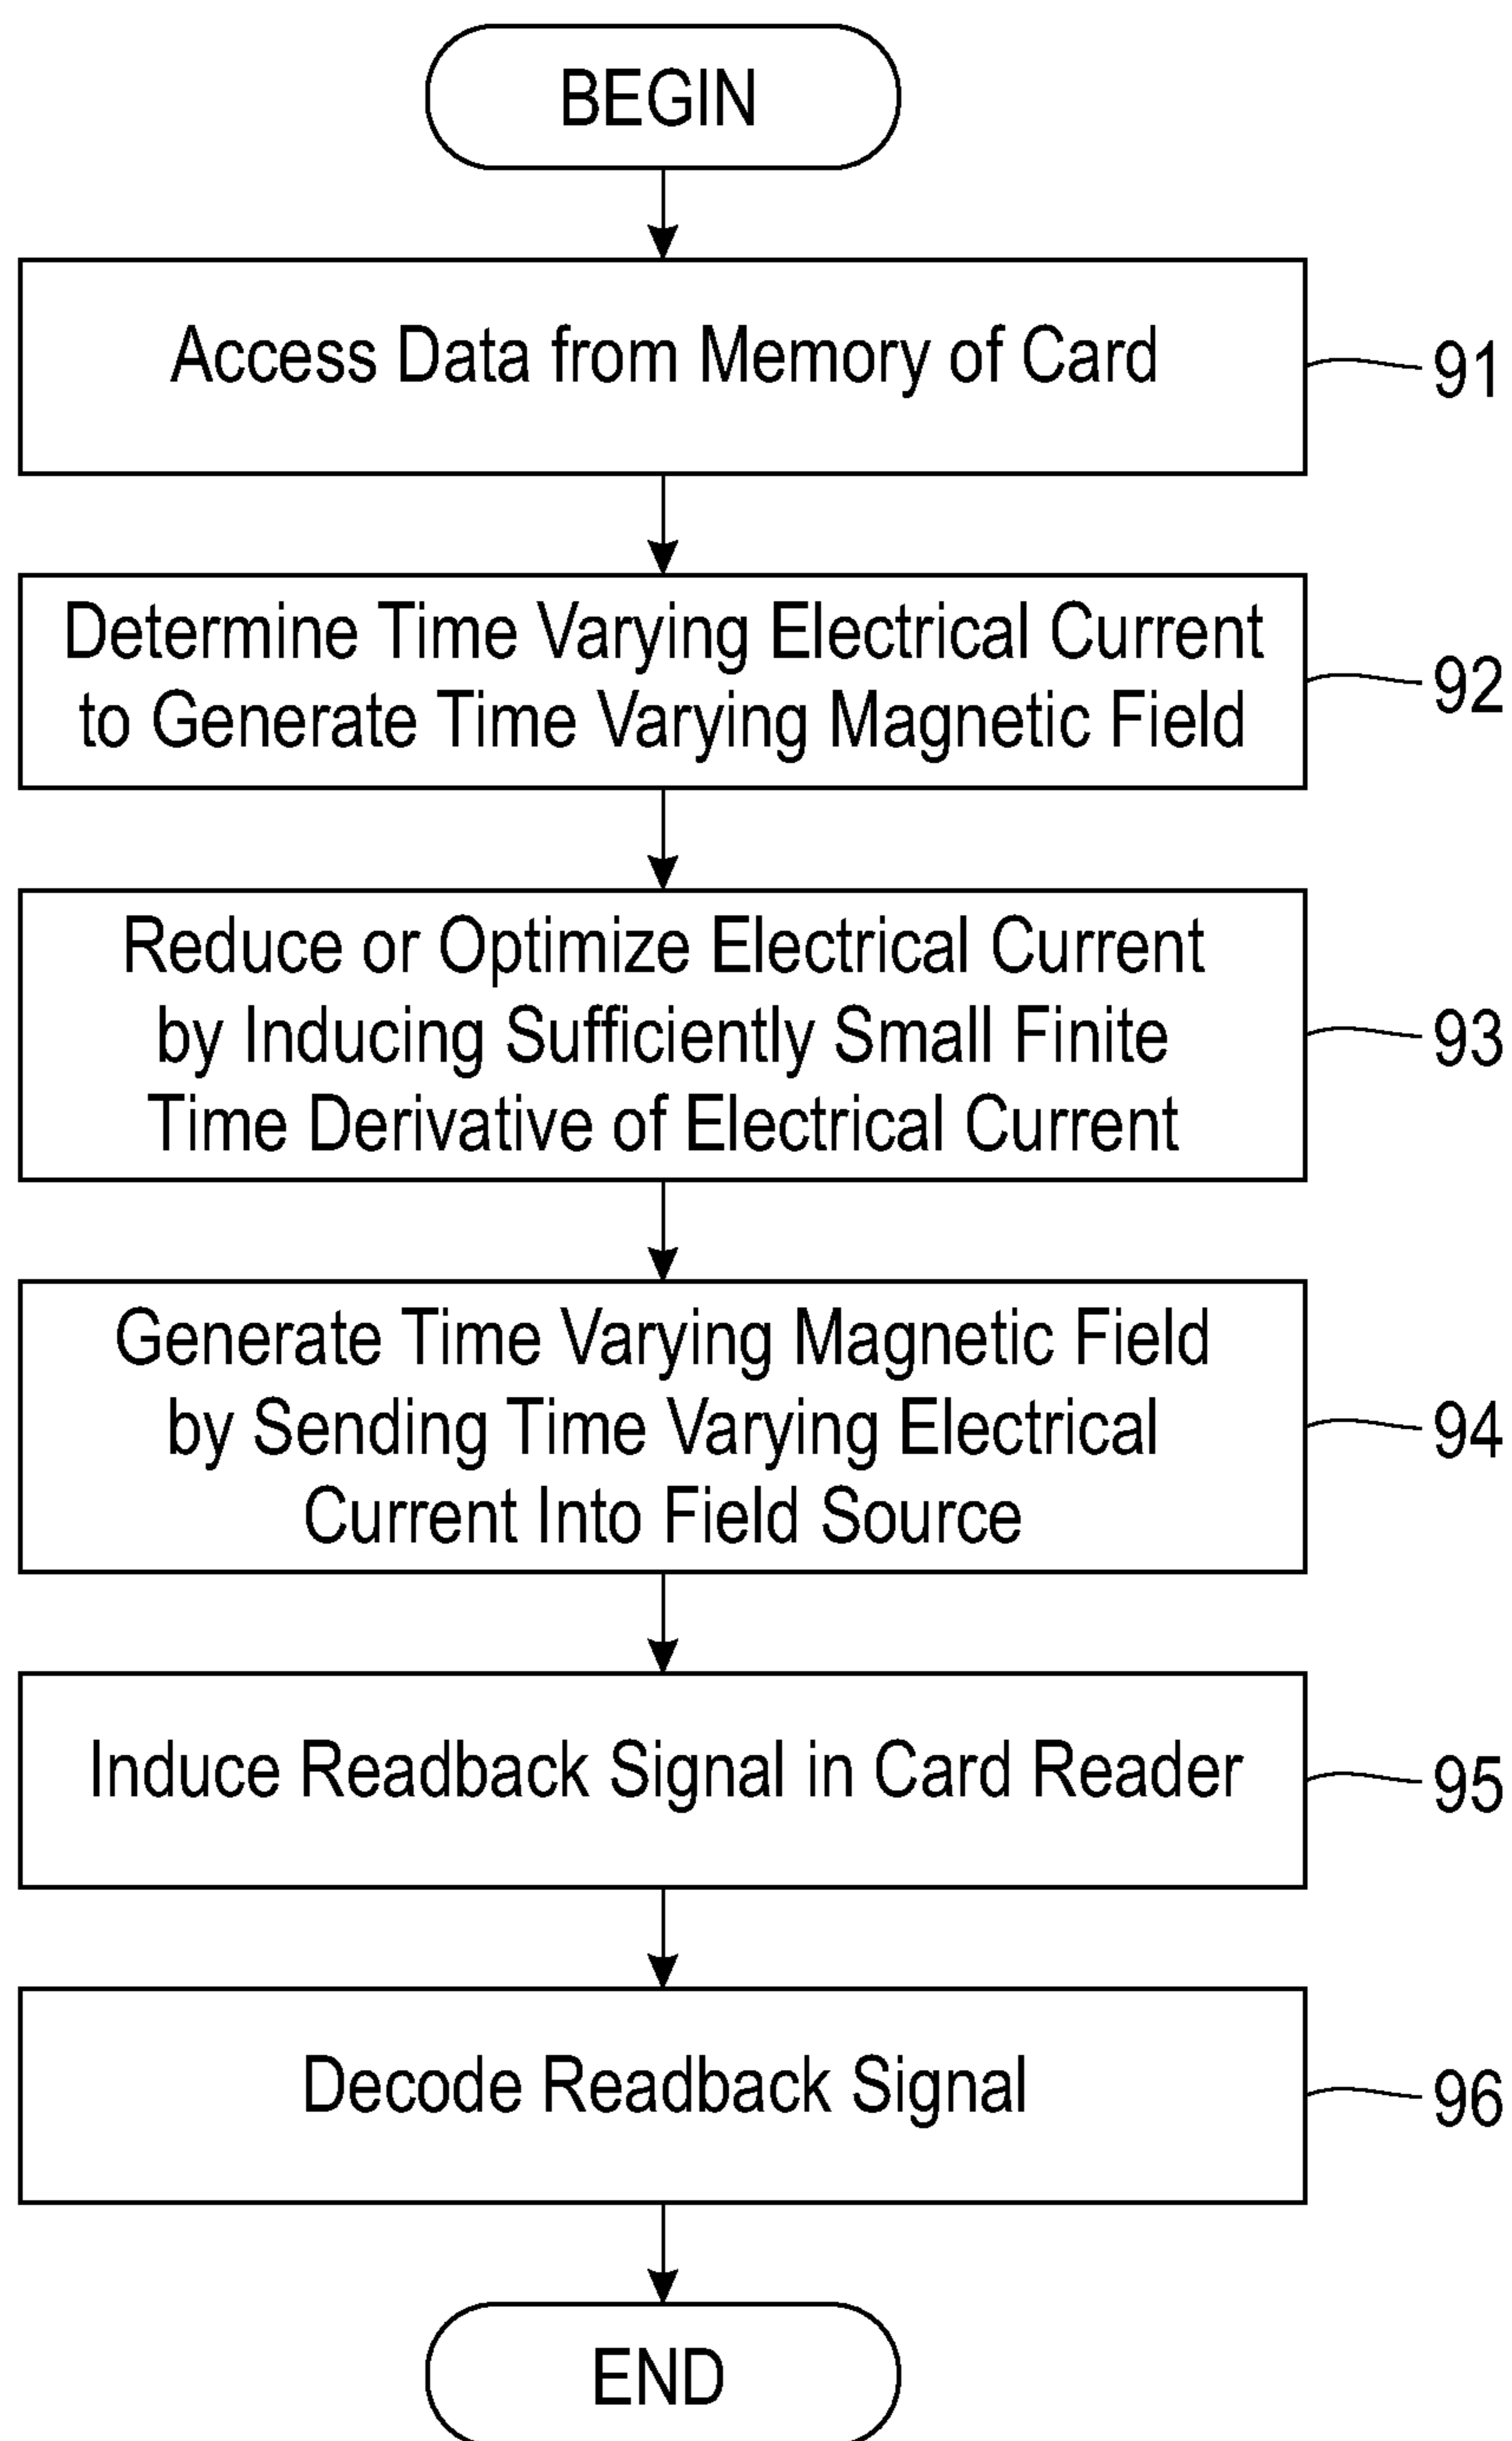 BEGIN
Access Data from Memory of Card
91
Determine Time Varying Electrical Current
to Generate Time Varying Magnetic Field
92
Reduce or Optimize Electrical Current
by Inducing Sufficiently Small Finite
Time Derivative of Electrical Current
93
Generate Time Varying Magnetic Field
by Sending Time Varying Electrical
Current Into Field Source
94
Induce Readback Signal in Card Reader
95
Decode Readback Signal
96
END